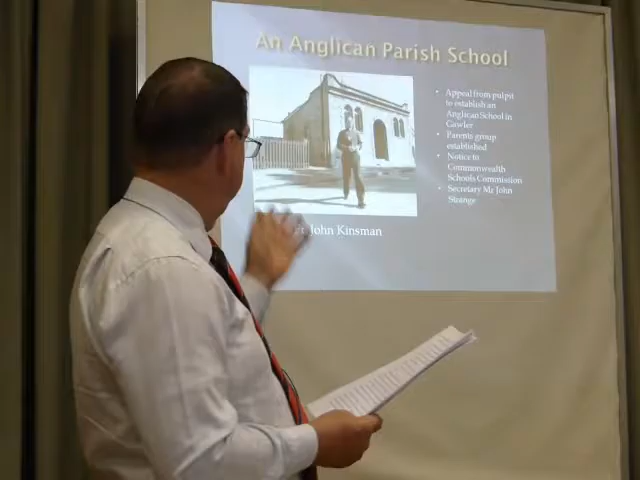 An Anglican Parish School
• Appeal from pulpit
to establish an
Anglican School in
Gawler
• Parents group
established
• Notice to
Commonwealth
Schools Commission
• Secretary Mr John
Strange
John Kinsman